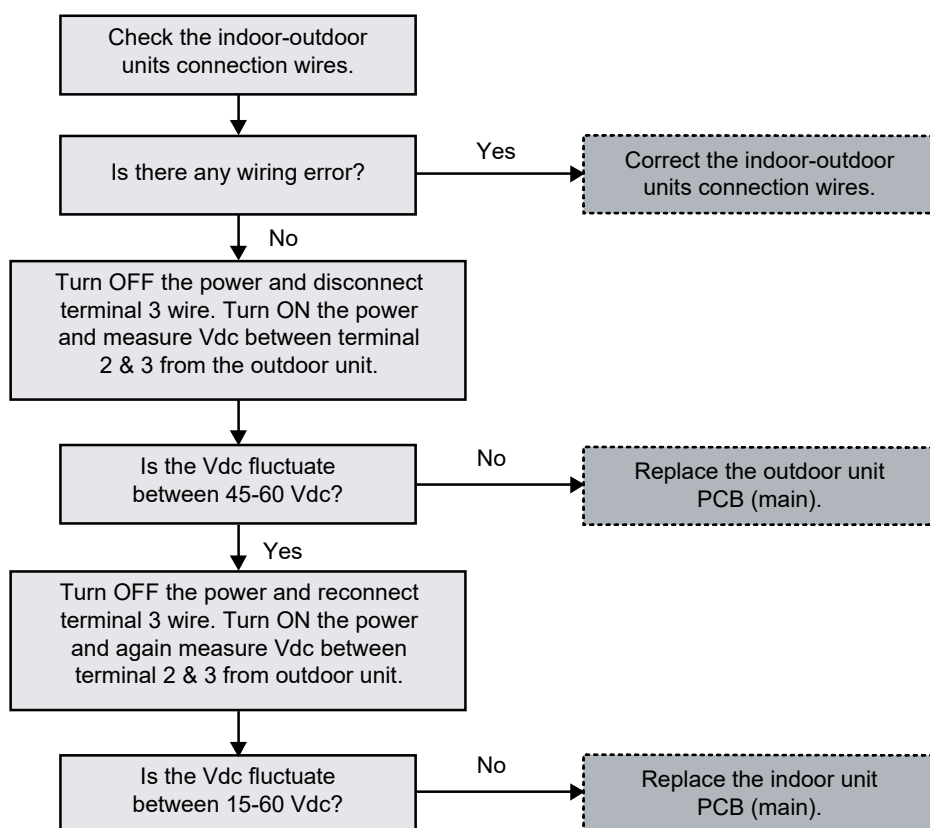 Check the indoor-outdoor
units connection wires.
Is there any wiring error?
Yes
Correct the indoor-outdoor
units connection wires.
No
Turn OFF the power and disconnect
terminal 3 wire. Turn ON the power
and measure Vdc between terminal
2 & 3 from the outdoor unit.
Is the Vdc fluctuate
between 45-60 Vdc?
No
Replace the outdoor unit
PCB (main).
Yes
Turn OFF the power and reconnect
terminal 3 wire. Turn ON the power
and again measure Vdc between
terminal 2 & 3 from outdoor unit.
Is the Vdc fluctuate
between 15-60 Vdc?
No
Replace the indoor unit
PCB (main).